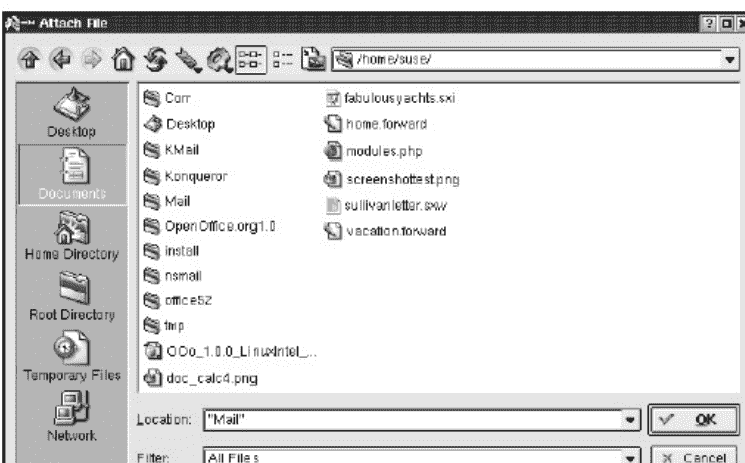 Attach File
/home/suse/
Desktop
Documents
Home Directory
Root Directory
Temporary Files
Network
Corr
Desktop
KMail
Konqueror
Mail
OpenOffice.org1.0
install
nsmail
office52
tmp
OOo_1.0.0_LinuxIntel_...
doc_calc4.png
fabulousyachts.sxi
home.forward
modules.php
screenshottest.png
sullivanletter.sxw
vacation.forward
Location: "Mail" OK
Filter: All Files Cancel